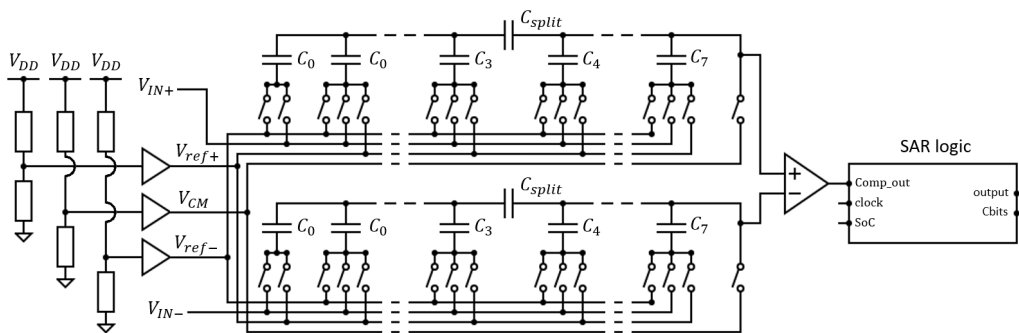 C_split
V_DD V_DD V_DD
C_0 C_0 C_3 C_4 C_7
V_IN+
V_ref+
SAR logic
C_split
Comp_out
output
V_CM
clock
Cbits
C_0 C_0 C_3 C_4 C_7
SoC
V_ref−
V_IN−
+
−